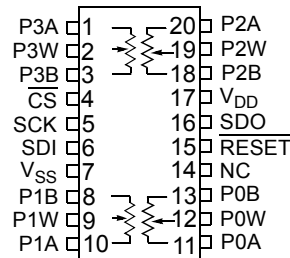 P3A 1 20 P2A
P3W 2 19 P2W
P3B 3 18 P2B
CS 4 17 VDD
SCK 5 16 SDO
SDI 6 15 RESET
VSS 7 14 NC
P1B 8 13 P0B
P1W 9 12 P0W
P1A 10 11 P0A